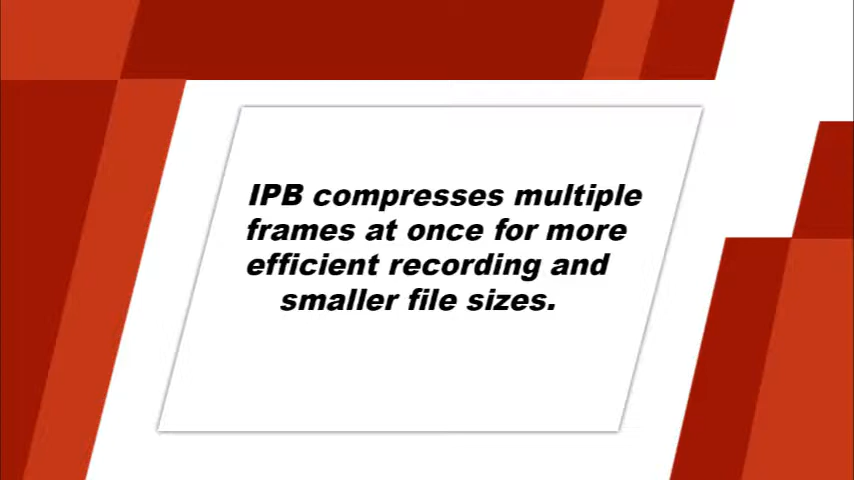 IPB compresses multiple
frames at once for more
efficient recording and
smaller file sizes.